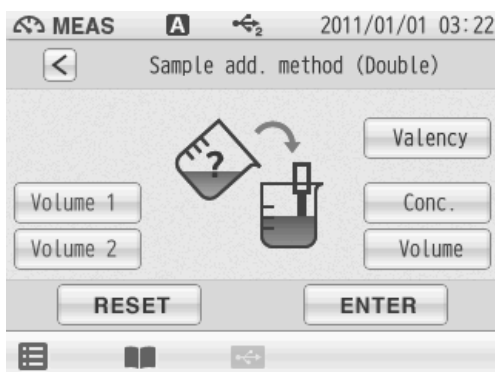 MEAS A 2 2011/01/01 03:22
< Sample add. method (Double)
?
Valency
Volume 1 Conc.
Volume 2 Volume
RESET ENTER